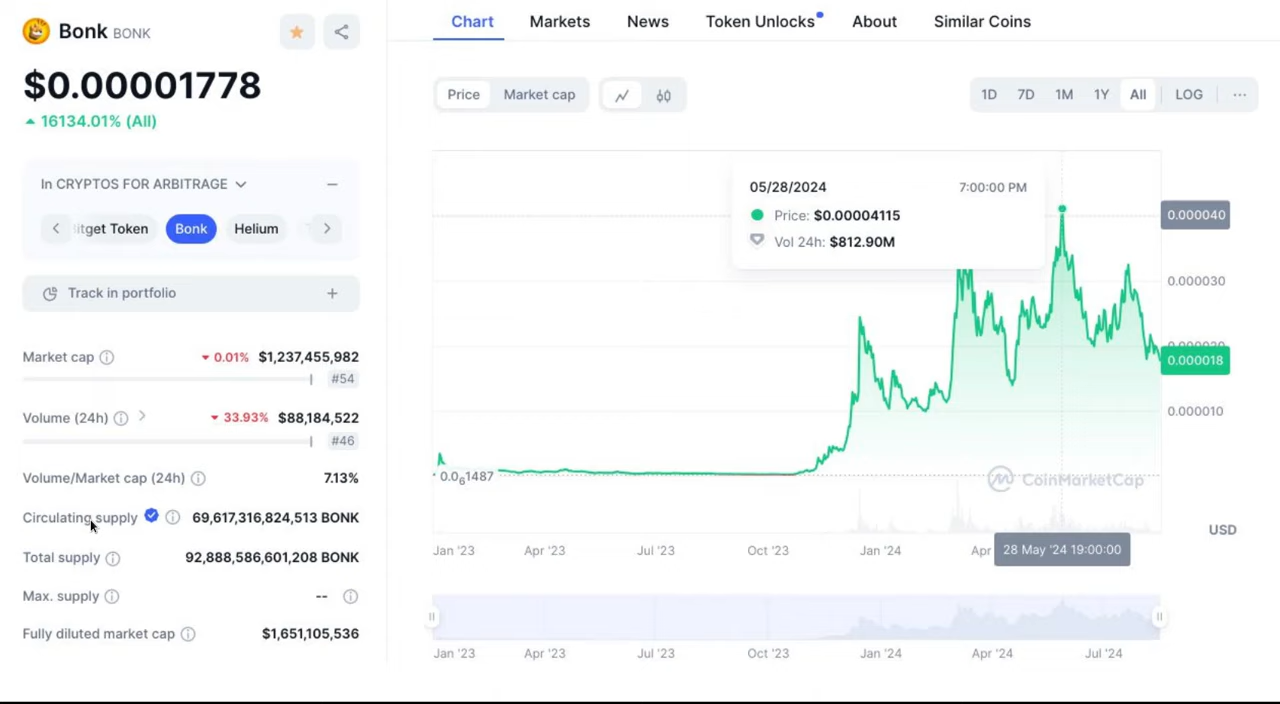 Bonk BONK
$0.00001778
16134.01% (All)
In CRYPTOS FOR ARBITRAGE
itget Token Bonk Helium
Track in portfolio
Market cap 0.01% $1,237,455,982
#54
Volume (24h) 33.93% $88,184,522
#46
Volume/Market cap (24h) 7.13%
Circulating supply 69,617,316,824,513 BONK
Total supply 92,888,586,601,208 BONK
Max. supply --
Fully diluted market cap $1,651,105,536
Chart Markets News Token Unlocks About Similar Coins
Price Market cap
1D 7D 1M 1Y All LOG ...
05/28/2024 7:00:00 PM
Price: $0.00004115
Vol 24h: $812.90M
0.000040
0.000030
0.000020
0.000018
0.000010
0.0₆1487
CoinMarketCap
USD
Jan '23 Apr '23 Jul '23 Oct '23 Jan '24 Apr 28 May '24 19:00:00
Jan '23 Apr '23 Jul '23 Oct '23 Jan '24 Apr '24 Jul '24